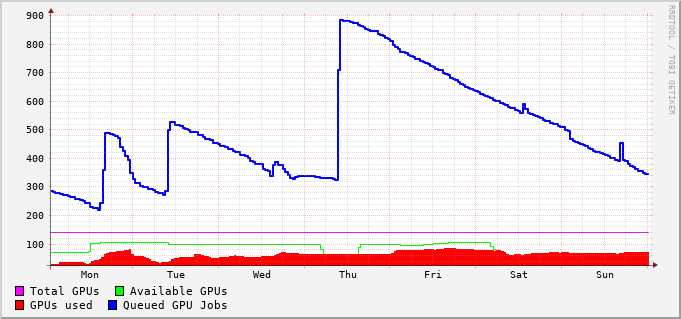 900
800
700
600
500
400
300
200
100
Mon Tue Wed Thu Fri Sat Sun
Total GPUs Available GPUs
GPUs used Queued GPU Jobs
RRDTOOL / TOBI OETIKER